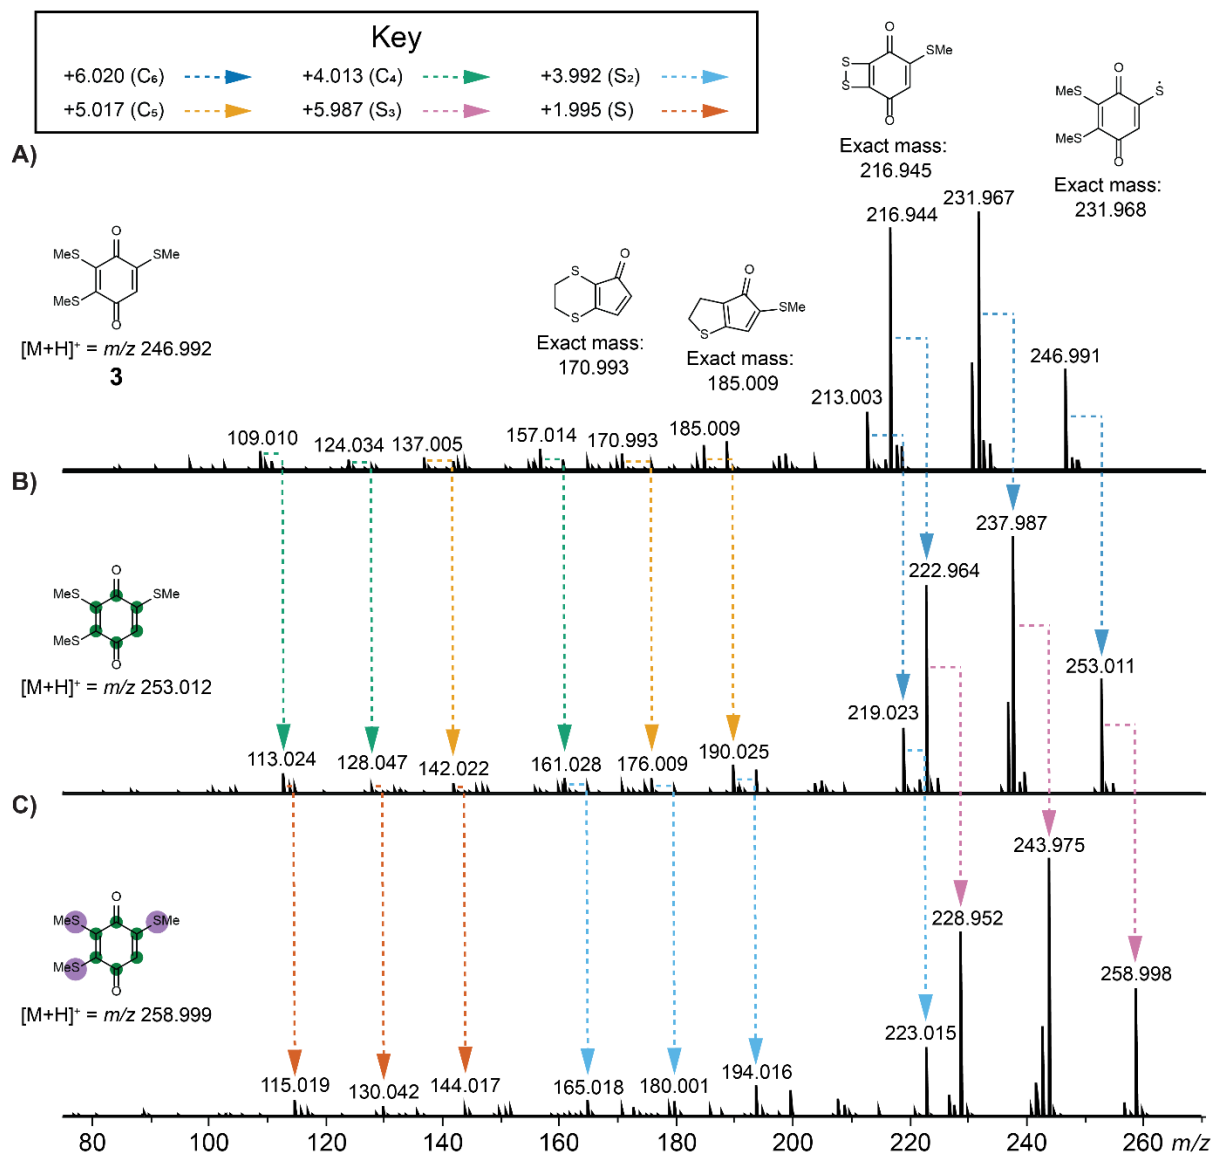 Key
+6.020 (C₆)
+4.013 (C₄)
+3.992 (S₂)
+5.017 (C₅)
+5.987 (S₃)
+1.995 (S)
O
SMe
S
S
O
Exact mass:
216.945
O
MeS
S·
MeS
O
Exact mass:
231.968
A)
O
MeS
SMe
MeS
O
[M+H]⁺ = m/z 246.992
3
S
O
S
Exact mass:
170.993
O
SMe
S
Exact mass:
185.009
109.010
124.034
137.005
157.014
170.993
185.009
213.003
216.944
231.967
246.991
B)
O
MeS
SMe
MeS
O
[M+H]⁺ = m/z 253.012
113.024
128.047
142.022
161.028
176.009
190.025
219.023
222.964
237.987
253.011
C)
O
MeS
SMe
MeS
O
[M+H]⁺ = m/z 258.999
115.019
130.042
144.017
165.018
180.001
194.016
223.015
228.952
243.975
258.998
80 100 120 140 160 180 200 220 240 260 m/z